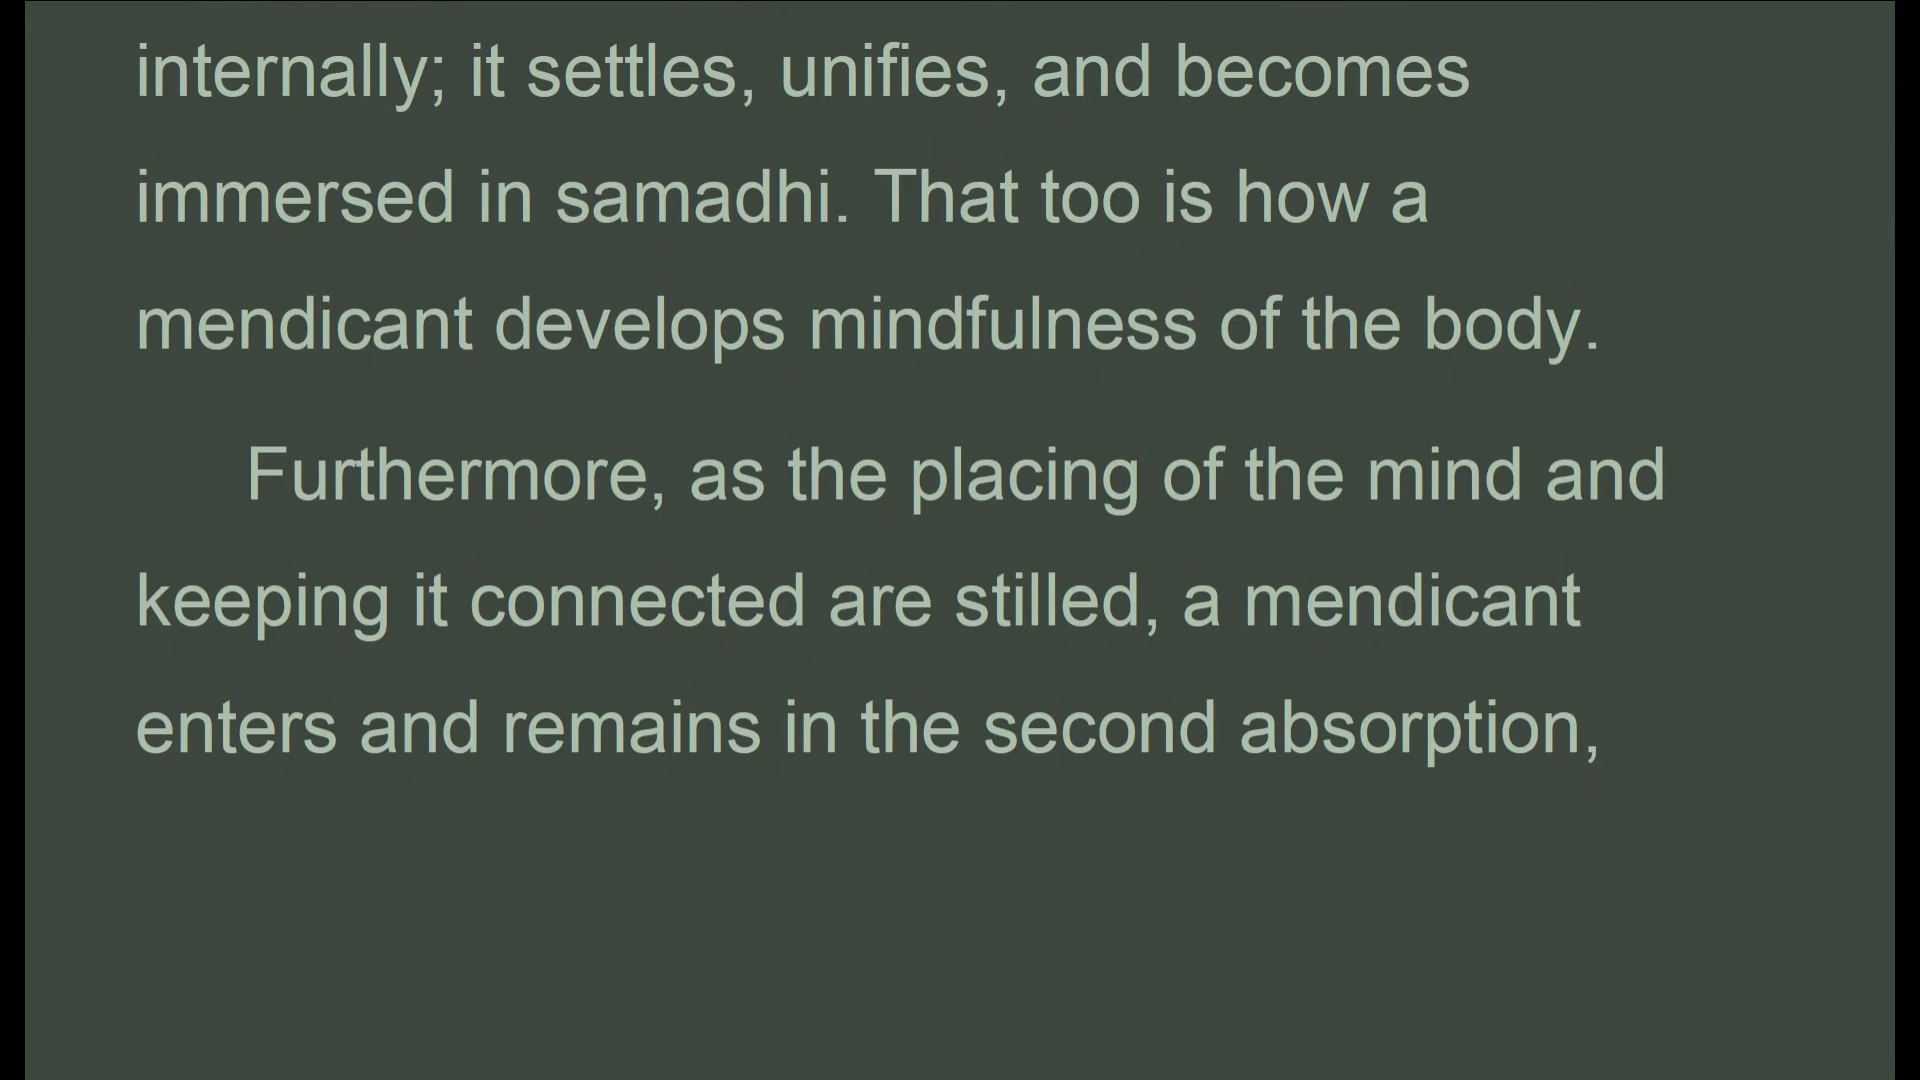 internally; it settles, unifies, and becomes
immersed in samadhi. That too is how a
mendicant develops mindfulness of the body.
Furthermore, as the placing of the mind and
keeping it connected are stilled, a mendicant
enters and remains in the second absorption,